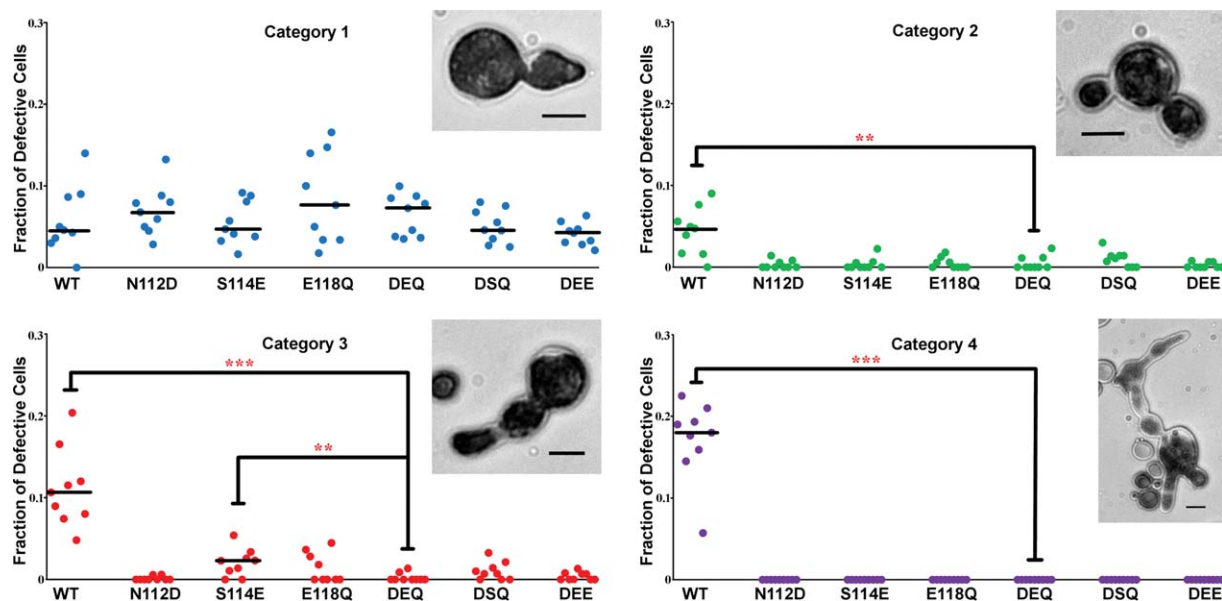 Category 1
Fraction of Defective Cells
0.3
0.2
0.1
0
WT N112D S114E E118Q DEQ DSQ DEE
Category 2
Fraction of Defective Cells
0.3
0.2
0.1
0
**
WT N112D S114E E118Q DEQ DSQ DEE
Category 3
Fraction of Defective Cells
0.3
0.2
0.1
0
***
**
WT N112D S114E E118Q DEQ DSQ DEE
Category 4
Fraction of Defective Cells
0.3
0.2
0.1
0
***
WT N112D S114E E118Q DEQ DSQ DEE